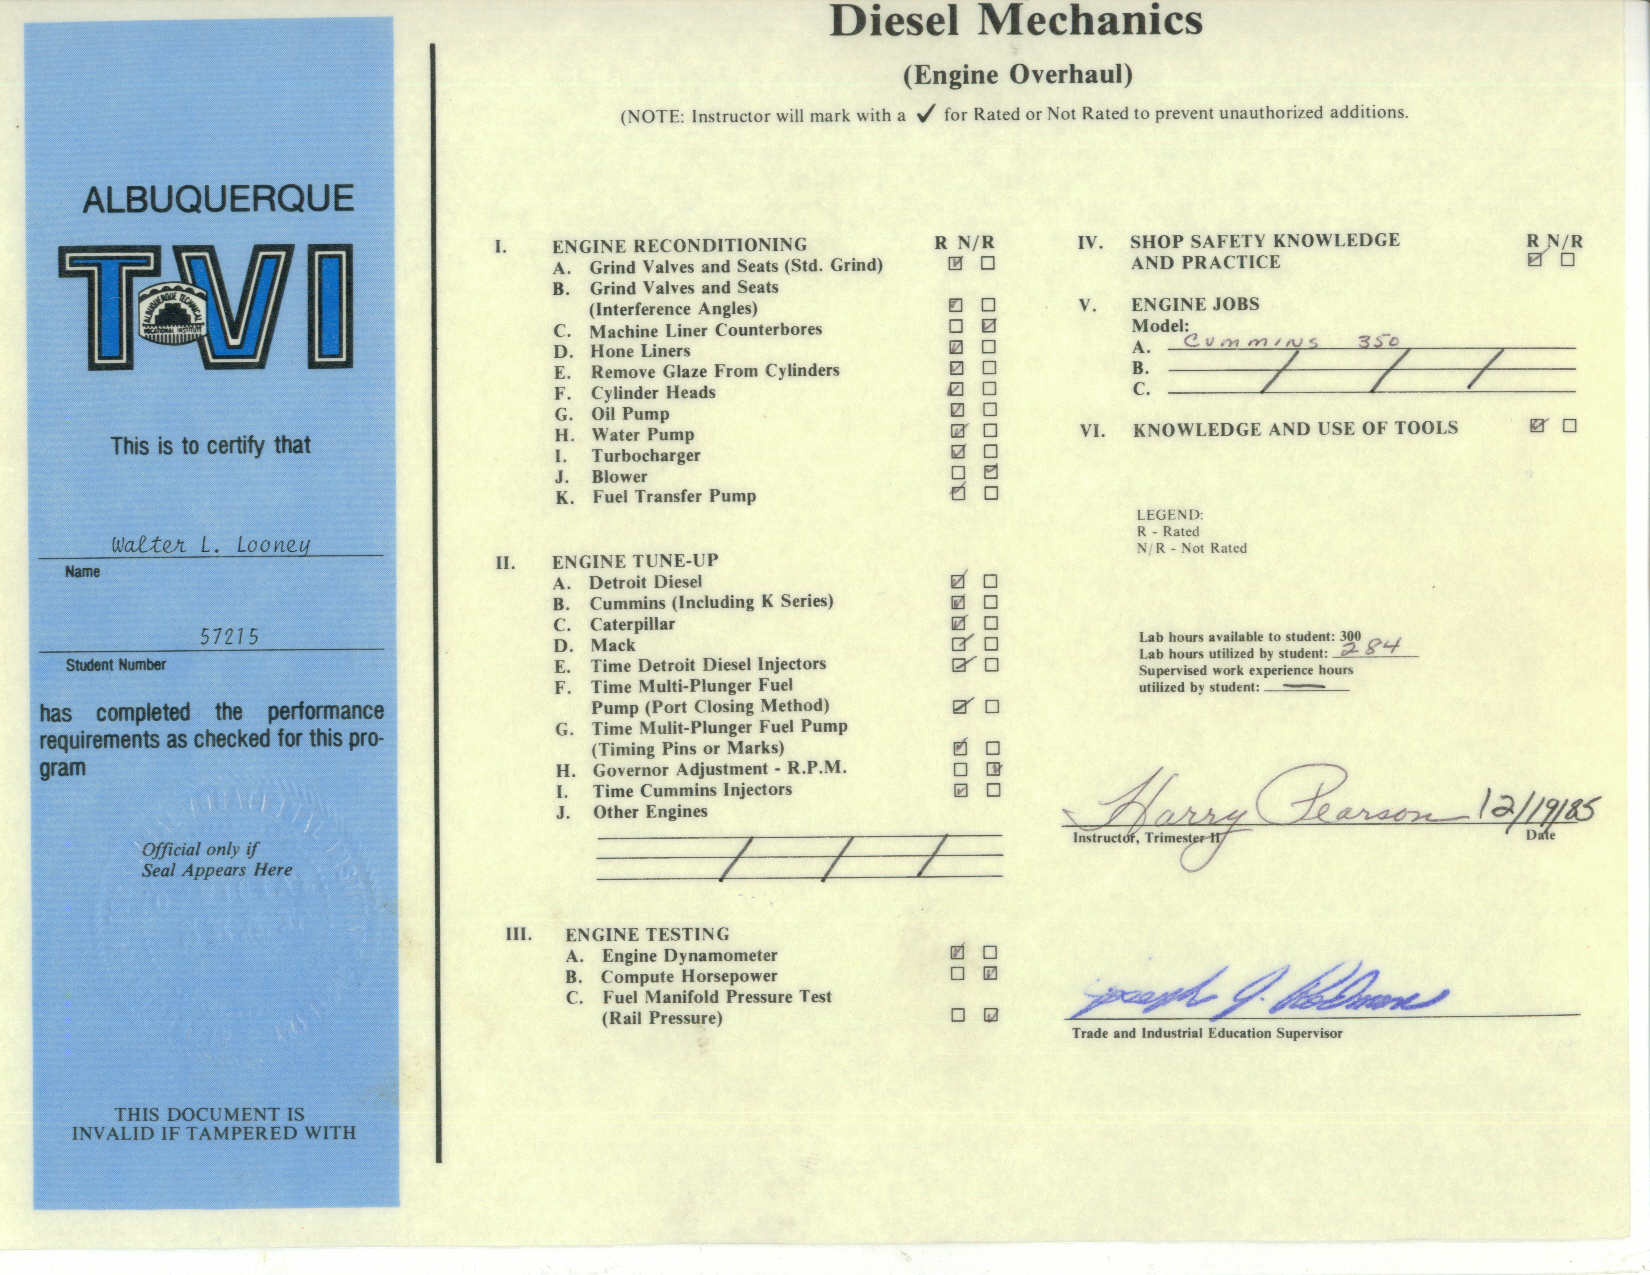 Diesel Mechanics
(Engine Overhaul)
(NOTE: Instructor will mark with a ✓ for Rated or Not Rated to prevent unauthorized additions.
ALBUQUERQUE
TVI
ALBUQUERQUE TECHNICAL
VOCATIONAL INSTITUTE
This is to certify that
Walter L. Looney
Name
57215
Student Number
has completed the performance
requirements as checked for this pro-
gram
Official only if
Seal Appears Here
THIS DOCUMENT IS
INVALID IF TAMPERED WITH
I. ENGINE RECONDITIONING R N/R
A. Grind Valves and Seats (Std. Grind)
B. Grind Valves and Seats
(Interference Angles)
C. Machine Liner Counterbores
D. Hone Liners
E. Remove Glaze From Cylinders
F. Cylinder Heads
G. Oil Pump
H. Water Pump
I. Turbocharger
J. Blower
K. Fuel Transfer Pump
II. ENGINE TUNE-UP
A. Detroit Diesel
B. Cummins (Including K Series)
C. Caterpillar
D. Mack
E. Time Detroit Diesel Injectors
F. Time Multi-Plunger Fuel
Pump (Port Closing Method)
G. Time Mulit-Plunger Fuel Pump
(Timing Pins or Marks)
H. Governor Adjustment - R.P.M.
I. Time Cummins Injectors
J. Other Engines
III. ENGINE TESTING
A. Engine Dynamometer
B. Compute Horsepower
C. Fuel Manifold Pressure Test
(Rail Pressure)
IV. SHOP SAFETY KNOWLEDGE R N/R
AND PRACTICE
V. ENGINE JOBS
Model:
A. Cummins 350
B.
C.
VI. KNOWLEDGE AND USE OF TOOLS
LEGEND:
R - Rated
N/R - Not Rated
Lab hours available to student: 300
Lab hours utilized by student: 284
Supervised work experience hours
utilized by student: —
Harry Pearson 12/19/85
Instructor, Trimester II Date
Joseph J.
Trade and Industrial Education Supervisor